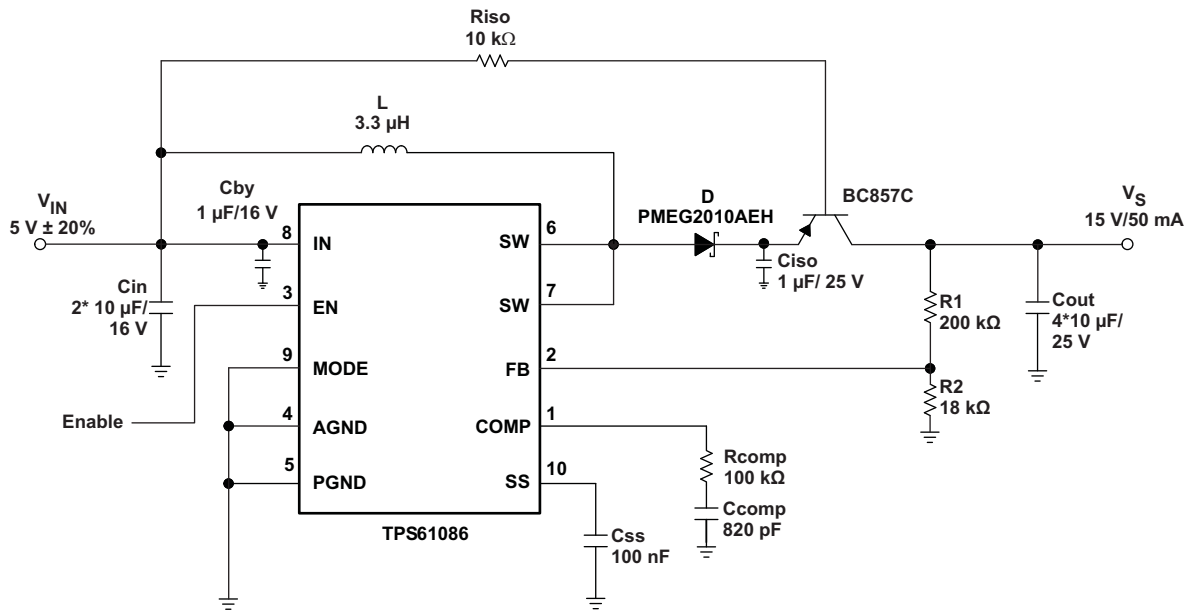 Riso
10 kΩ
L
3.3 µH
Cby
1 µF/16 V
VIN
5 V ± 20%
D
PMEG2010AEH
BC857C
VS
15 V/50 mA
8
IN
SW
6
Cin
2* 10 µF/
16 V
3
EN
SW
7
Ciso
1 µF/ 25 V
R1
200 kΩ
Cout
4*10 µF/
25 V
9
MODE
FB
2
R2
18 kΩ
Enable
4
AGND
COMP
1
Rcomp
100 kΩ
5
PGND
SS
10
Ccomp
820 pF
TPS61086
Css
100 nF